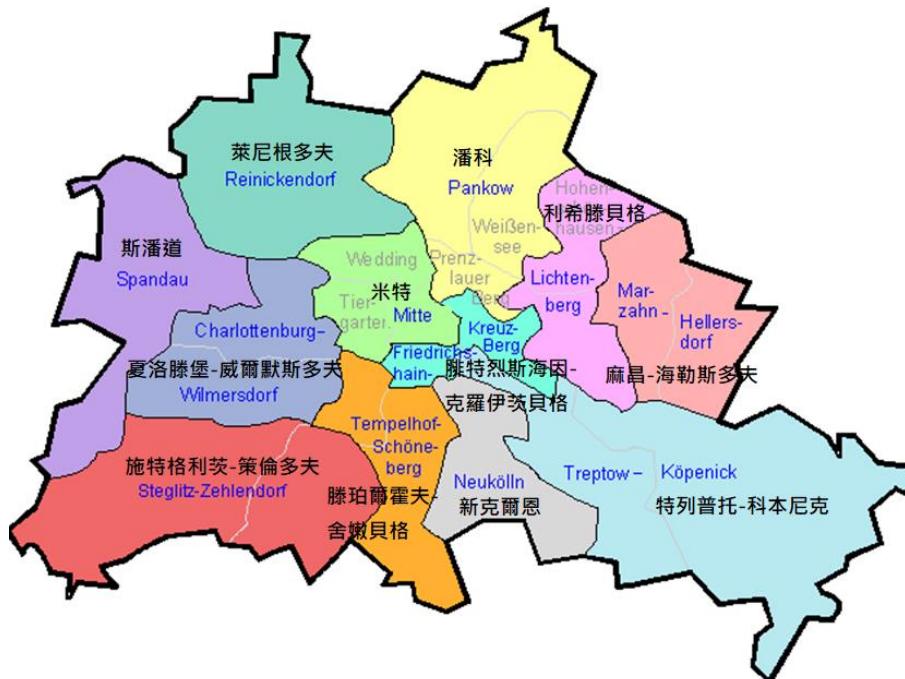 萊尼根多夫
Reinickendorf
潘科
Pankow
Hohen-
利希滕貝格
hausen-
Weißen-
see
斯潘道
Spandau
Wedding
Prenz-
lauer
Berg
Lichten-
berg
Mar-
zahn -
Hellers-
dorf
米特
Mitte
Tier-
garten
Charlottenburg–
Kreuz-
Berg
Friedrichs-
hain-
夏洛滕堡-威爾默斯多夫
Wilmersdorf
腓特烈斯海因-
克羅伊茨貝格
麻昌-海勒斯多夫
Tempelhof-
Schöne-
berg
滕珀爾霍夫-
舍嫩貝格
施特格利茨-策倫多夫
Steglitz-Zehlendorf
Neukölln
新克爾恩
Treptow –
Köpenick
特列普托-科本尼克